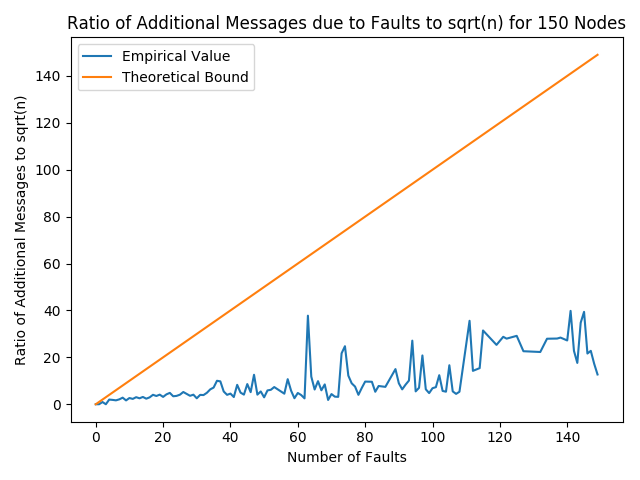 Ratio of Additional Messages due to Faults to sqrt(n) for 150 Nodes
Empirical Value
Theoretical Bound
Ratio of Additional Messages to sqrt(n)
140
120
100
80
60
40
20
0
0 20 40 60 80 100 120 140
Number of Faults